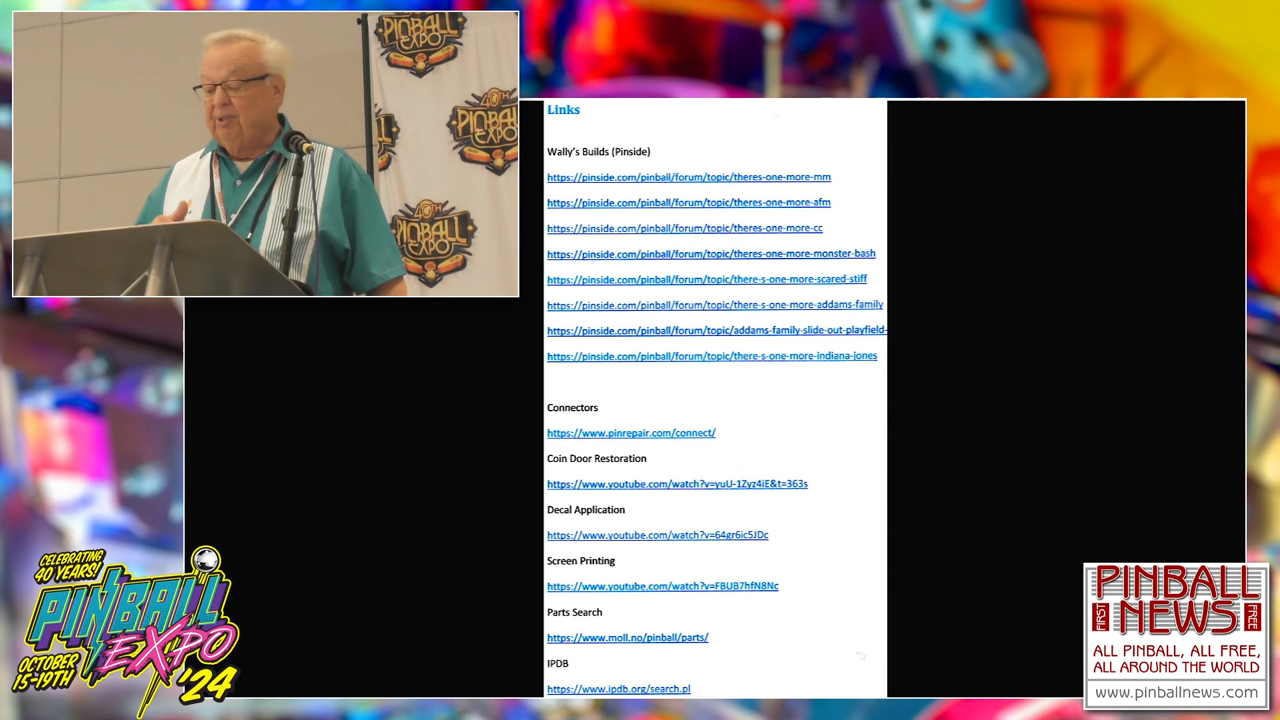 40TH
PINBALL
EXPO
40TH
PINBALL
EXPO
40TH
PINBALL
EXPO
Links
Wally's Builds (Pinside)
https://pinside.com/pinball/forum/topic/theres-one-more-mm
https://pinside.com/pinball/forum/topic/theres-one-more-afm
https://pinside.com/pinball/forum/topic/theres-one-more-cc
https://pinside.com/pinball/forum/topic/theres-one-more-monster-bash
https://pinside.com/pinball/forum/topic/there-s-one-more-scared-stiff
https://pinside.com/pinball/forum/topic/there-s-one-more-addams-family
https://pinside.com/pinball/forum/topic/addams-family-slide-out-playfield-
https://pinside.com/pinball/forum/topic/there-s-one-more-indiana-jones
Connectors
https://www.pinrepair.com/connect/
Coin Door Restoration
https://www.youtube.com/watch?v=yuU-1Zyz4iE&t=363s
Decal Application
https://www.youtube.com/watch?v=64gr6ic5JDc
Screen Printing
https://www.youtube.com/watch?v=FBUB7hfN8Nc
Parts Search
https://www.moll.no/pinball/parts/
IPDB
https://www.ipdb.org/search.pl
CELEBRATING
40 YEARS!
PINBALL
EXPO
OCTOBER
15-19TH
'24
PINBALL
FIRST NEWS FREE
ALL PINBALL, ALL FREE,
ALL AROUND THE WORLD
www.pinballnews.com